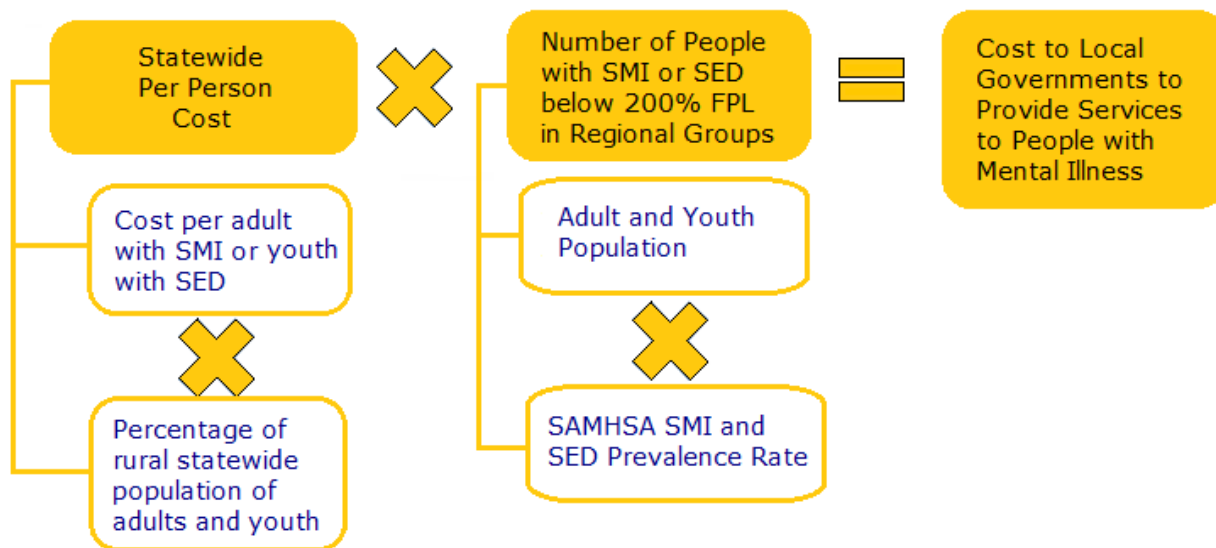 Statewide
Per Person
Cost
Number of People
with SMI or SED
below 200% FPL
in Regional Groups
Cost to Local
Governments to
Provide Services
to People with
Mental Illness
Cost per adult
with SMI or youth
with SED
Adult and Youth
Population
Percentage of
rural statewide
population of
adults and youth
SAMHSA SMI and
SED Prevalence Rate